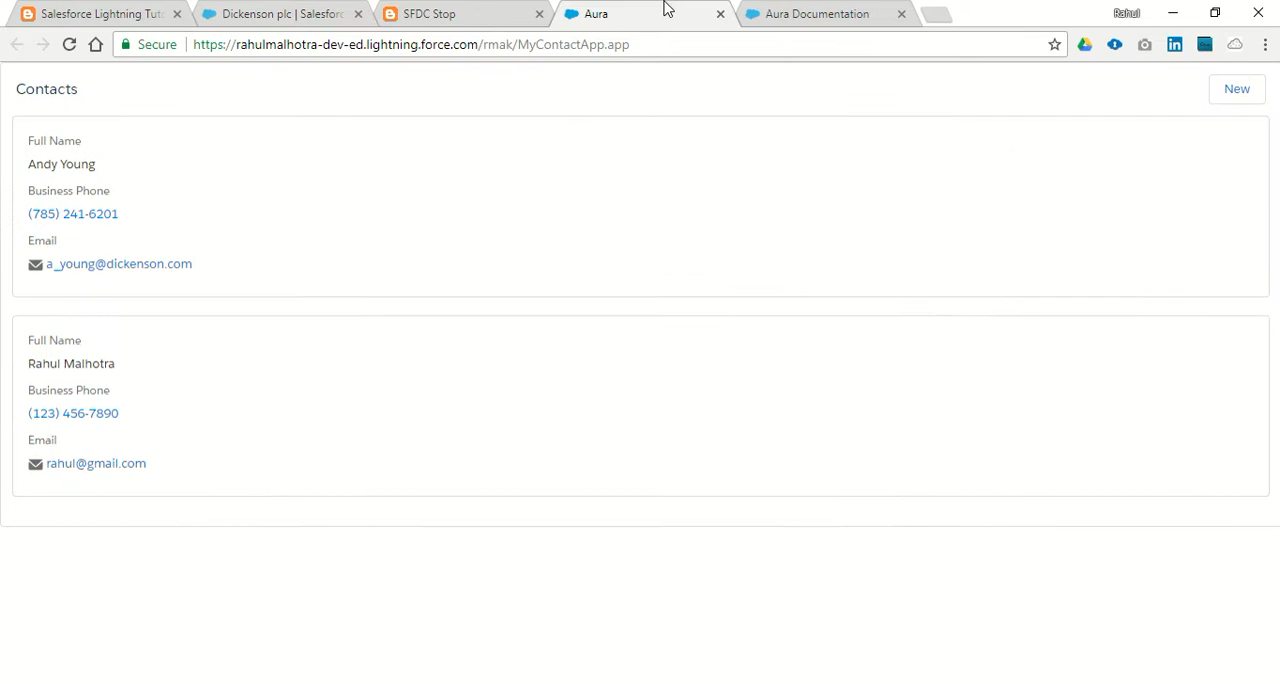 Salesforce Lightning Tut
Dickenson plc | Salesforc
SFDC Stop
Aura
Aura Documentation
Rahul
Secure
https://rahulmalhotra-dev-ed.lightning.force.com/rmak/MyContactApp.app
Contacts
New
Full Name
Andy Young
Business Phone
(785) 241-6201
Email
a_young@dickenson.com
Full Name
Rahul Malhotra
Business Phone
(123) 456-7890
Email
rahul@gmail.com